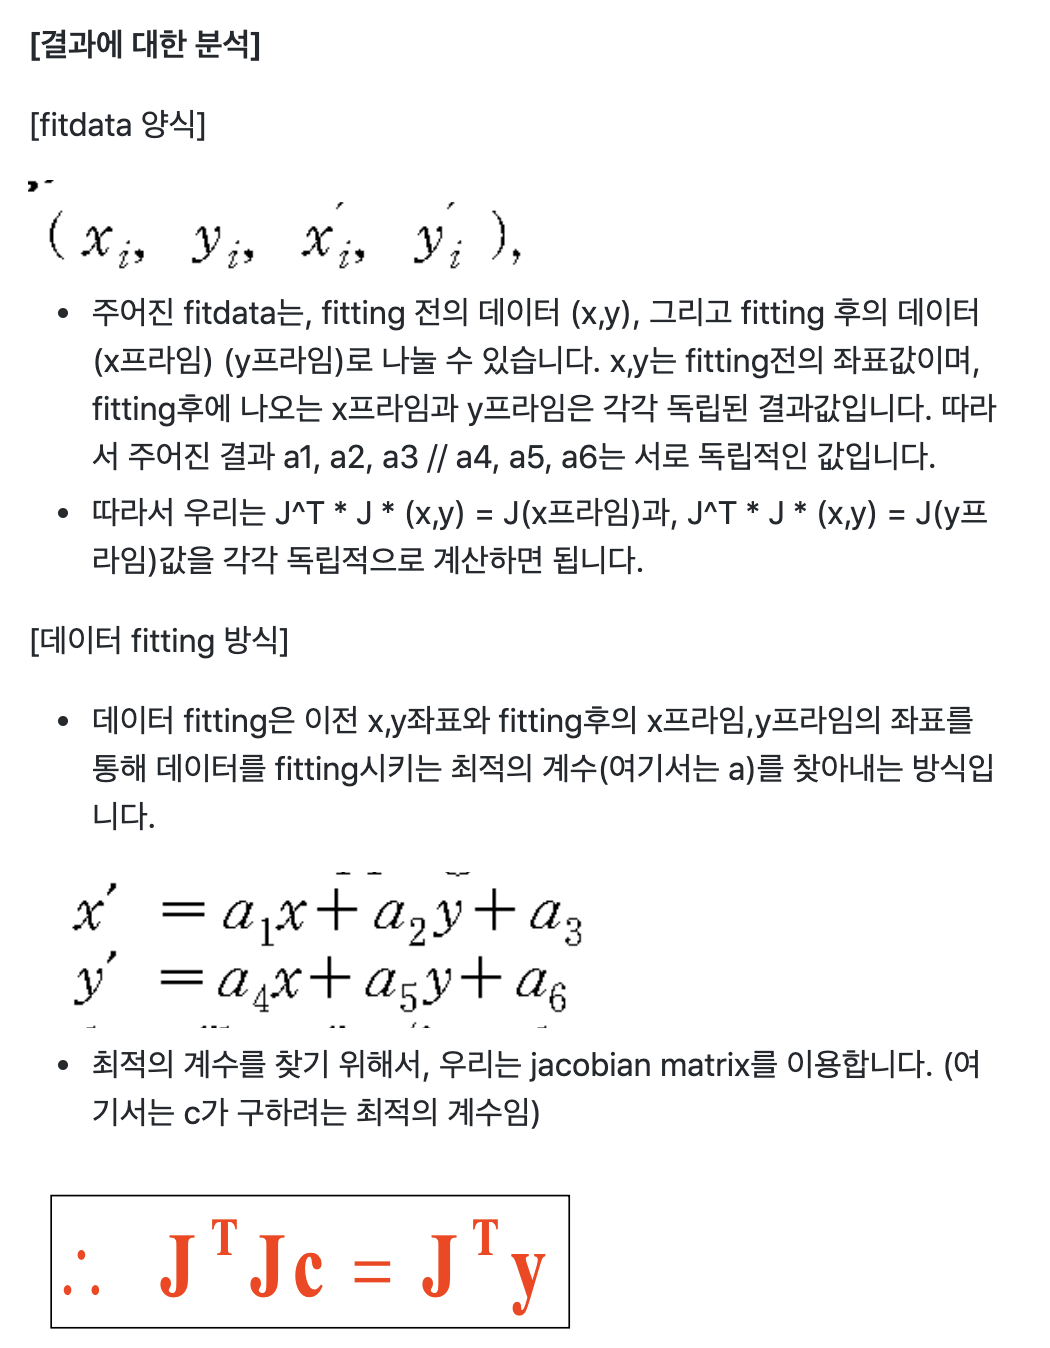 [결과에 대한 분석]
[fitdata 양식]
( xᵢ, yᵢ, x′ᵢ, y′ᵢ ),
• 주어진 fitdata는, fitting 전의 데이터 (x,y), 그리고 fitting 후의 데이터
(x프라임) (y프라임)로 나눌 수 있습니다. x,y는 fitting전의 좌표값이며,
fitting후에 나오는 x프라임과 y프라임은 각각 독립된 결과값입니다. 따라
서 주어진 결과 a1, a2, a3 // a4, a5, a6는 서로 독립적인 값입니다.
• 따라서 우리는 J^T * J * (x,y) = J(x프라임)과, J^T * J * (x,y) = J(y프
라임)값을 각각 독립적으로 계산하면 됩니다.
[데이터 fitting 방식]
• 데이터 fitting은 이전 x,y좌표와 fitting후의 x프라임,y프라임의 좌표를
통해 데이터를 fitting시키는 최적의 계수(여기서는 a)를 찾아내는 방식입
니다.
x′ = a₁x + a₂y + a₃
y′ = a₄x + a₅y + a₆
• 최적의 계수를 찾기 위해서, 우리는 jacobian matrix를 이용합니다. (여
기서는 c가 구하려는 최적의 계수임)
∴ JᵀJc = Jᵀy